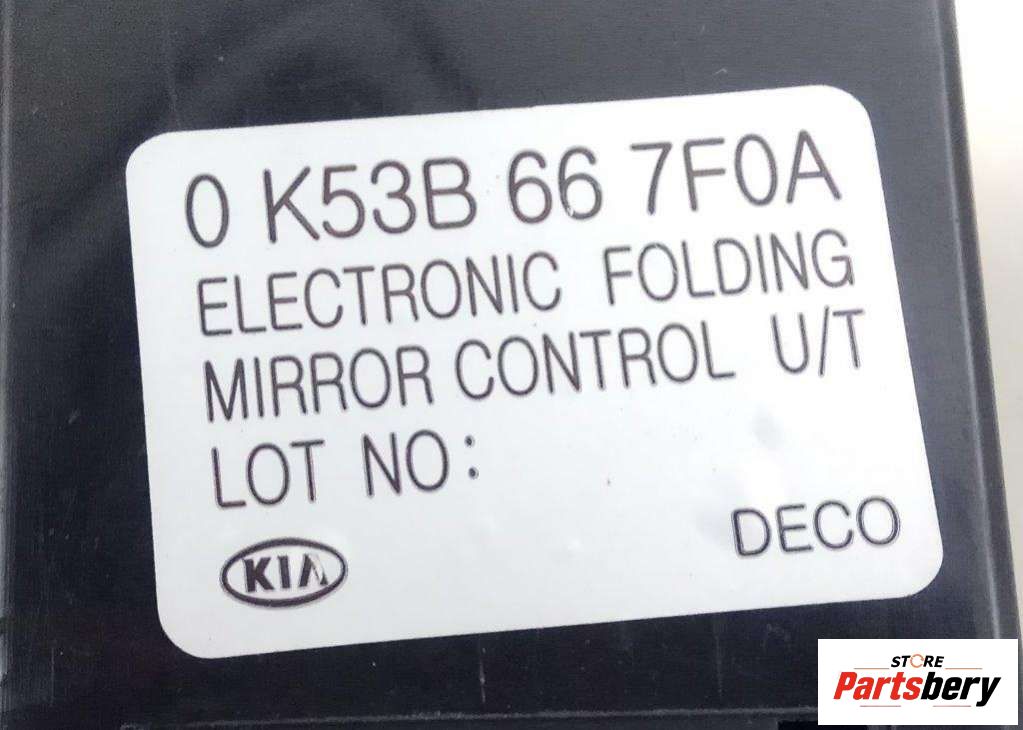 0 K53B 66 7F0A
ELECTRONIC FOLDING
MIRROR CONTROL U/T
LOT NO:
DECO
KIA
STORE
Partsbery